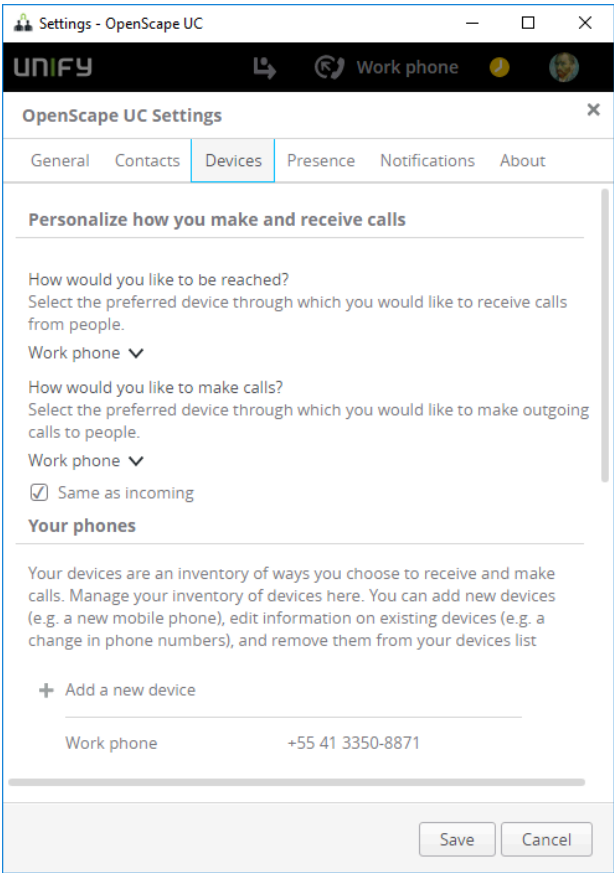 Settings - OpenScape UC
UNIFY
Work phone
OpenScape UC Settings
General Contacts Devices Presence Notifications About
Personalize how you make and receive calls
How would you like to be reached?
Select the preferred device through which you would like to receive calls
from people.
Work phone
How would you like to make calls?
Select the preferred device through which you would like to make outgoing
calls to people.
Work phone
Same as incoming
Your phones
Your devices are an inventory of ways you choose to receive and make
calls. Manage your inventory of devices here. You can add new devices
(e.g. a new mobile phone), edit information on existing devices (e.g. a
change in phone numbers), and remove them from your devices list
Add a new device
Work phone +55 41 3350-8871
Save Cancel